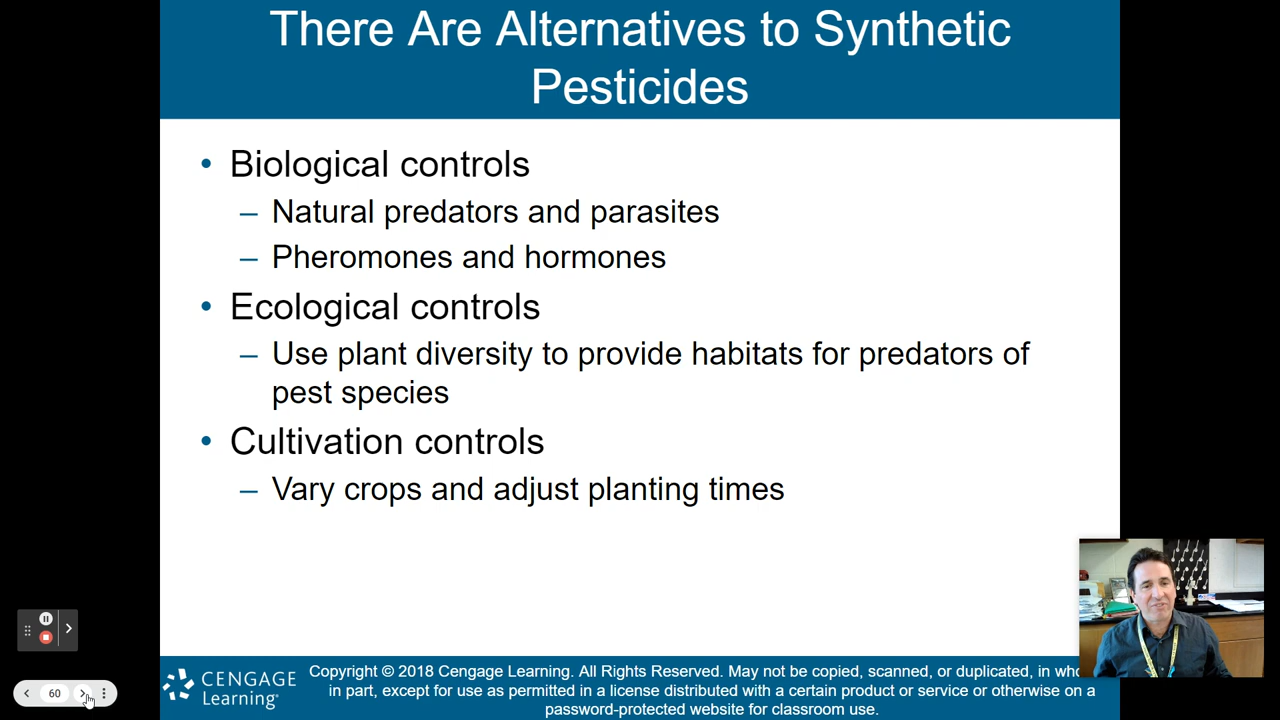 There Are Alternatives to Synthetic
Pesticides
• Biological controls
– Natural predators and parasites
– Pheromones and hormones
• Ecological controls
– Use plant diversity to provide habitats for predators of
pest species
• Cultivation controls
– Vary crops and adjust planting times
60
CENGAGE
Learning®
Copyright © 2018 Cengage Learning. All Rights Reserved. May not be copied, scanned, or duplicated, in
in part, except for use as permitted in a license distributed with a certain product or service or otherwise on a
password-protected website for classroom use.